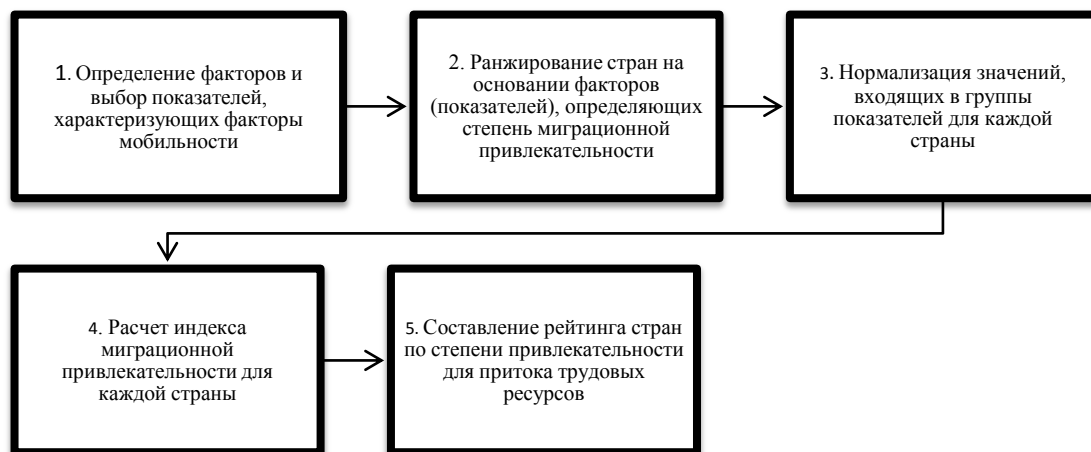 1. Определение факторов и
выбор показателей,
характеризующих факторы
мобильности
2. Ранжирование стран на
основании факторов
(показателей), определяющих
степень миграционной
привлекательности
3. Нормализация значений,
входящих в группы
показателей для каждой
страны
4. Расчет индекса
миграционной
привлекательности для
каждой страны
5. Составление рейтинга стран
по степени привлекательности
для притока трудовых
ресурсов